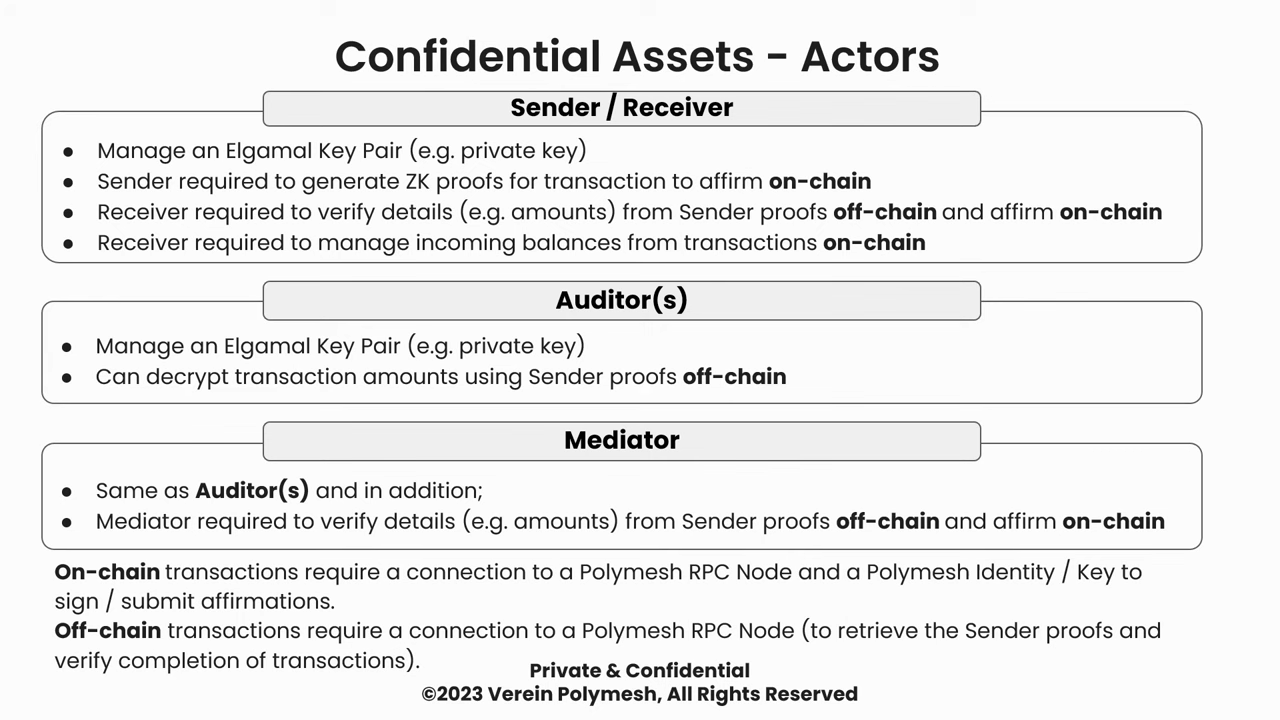 Confidential Assets - Actors
Sender / Receiver
● Manage an Elgamal Key Pair (e.g. private key)
● Sender required to generate ZK proofs for transaction to affirm on-chain
● Receiver required to verify details (e.g. amounts) from Sender proofs off-chain and affirm on-chain
● Receiver required to manage incoming balances from transactions on-chain
Auditor(s)
● Manage an Elgamal Key Pair (e.g. private key)
● Can decrypt transaction amounts using Sender proofs off-chain
Mediator
● Same as Auditor(s) and in addition;
● Mediator required to verify details (e.g. amounts) from Sender proofs off-chain and affirm on-chain
On-chain transactions require a connection to a Polymesh RPC Node and a Polymesh Identity / Key to
sign / submit affirmations.
Off-chain transactions require a connection to a Polymesh RPC Node (to retrieve the Sender proofs and
verify completion of transactions).
Private & Confidential
©2023 Verein Polymesh, All Rights Reserved